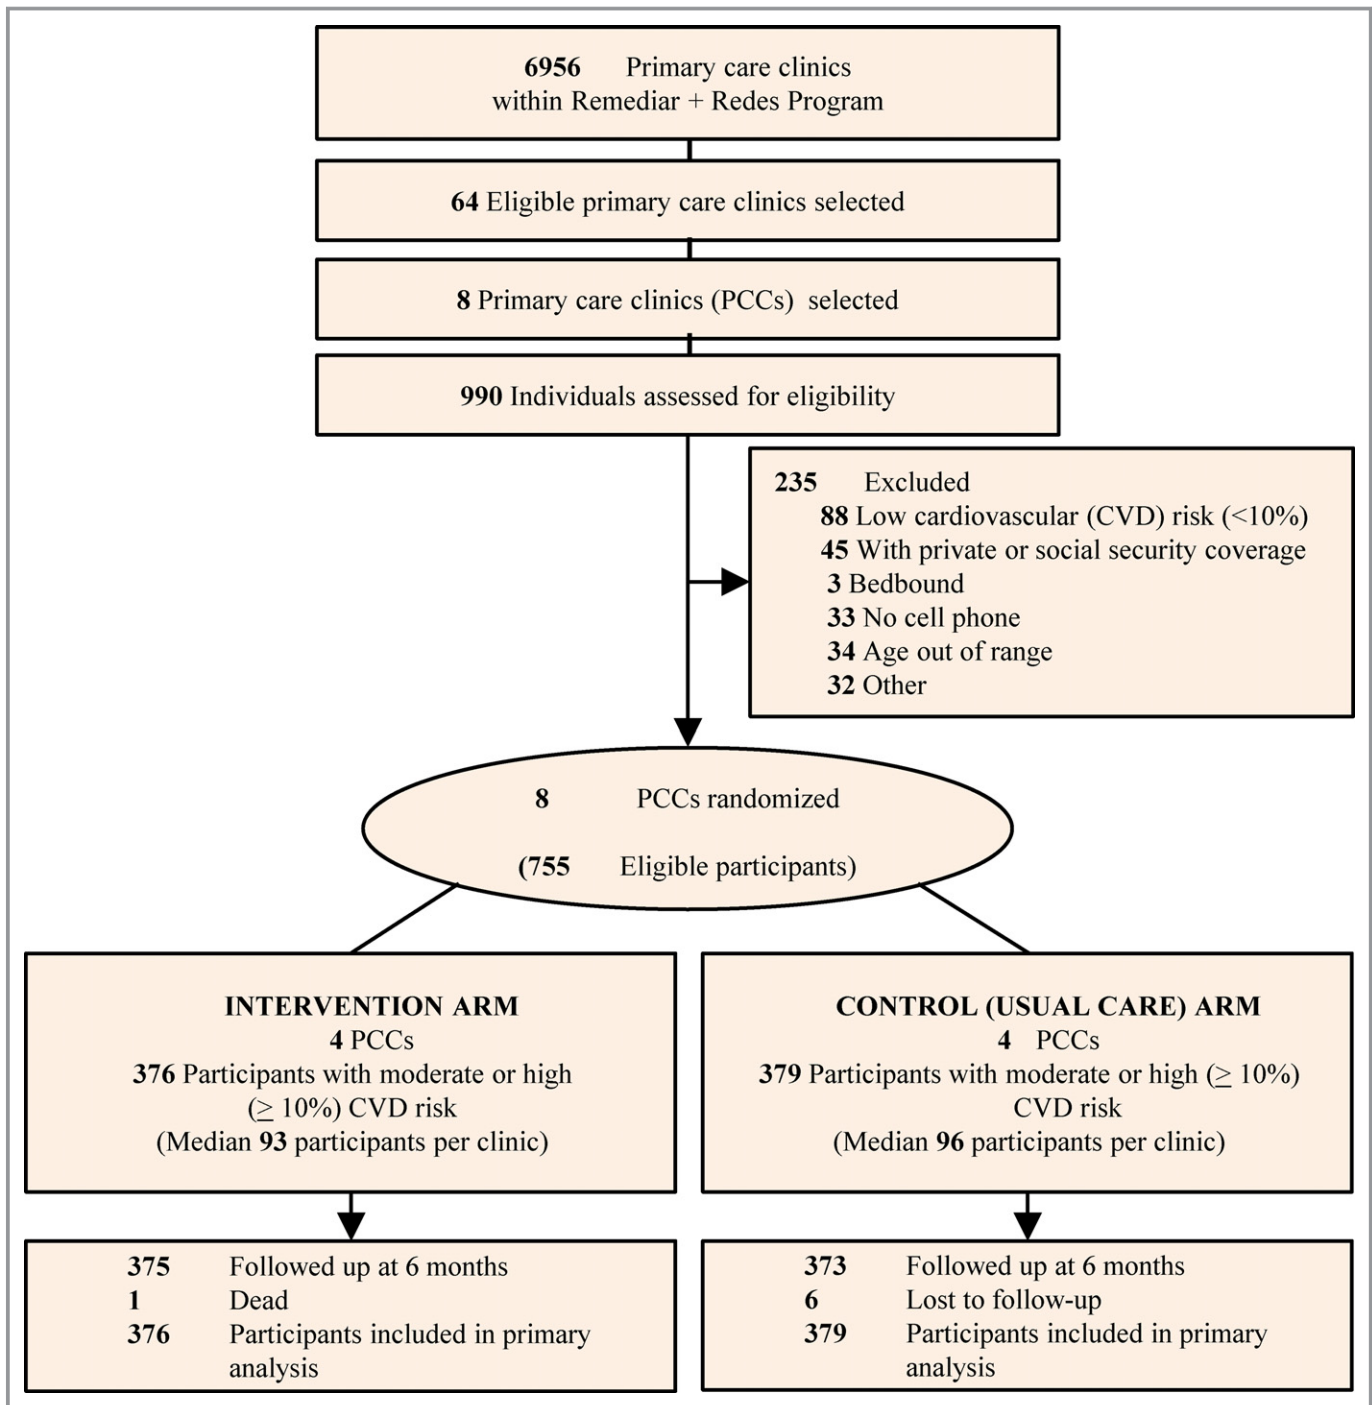 6956 Primary care clinics
within Remediar + Redes Program
64 Eligible primary care clinics selected
8 Primary care clinics (PCCs) selected
990 Individuals assessed for eligibility
235 Excluded
88 Low cardiovascular (CVD) risk (<10%)
45 With private or social security coverage
3 Bedbound
33 No cell phone
34 Age out of range
32 Other
8 PCCs randomized
(755 Eligible participants)
INTERVENTION ARM
4 PCCs
376 Participants with moderate or high
(≥ 10%) CVD risk
(Median 93 participants per clinic)
CONTROL (USUAL CARE) ARM
4 PCCs
379 Participants with moderate or high (≥ 10%)
CVD risk
(Median 96 participants per clinic)
375 Followed up at 6 months
1 Dead
376 Participants included in primary
analysis
373 Followed up at 6 months
6 Lost to follow-up
379 Participants included in primary
analysis